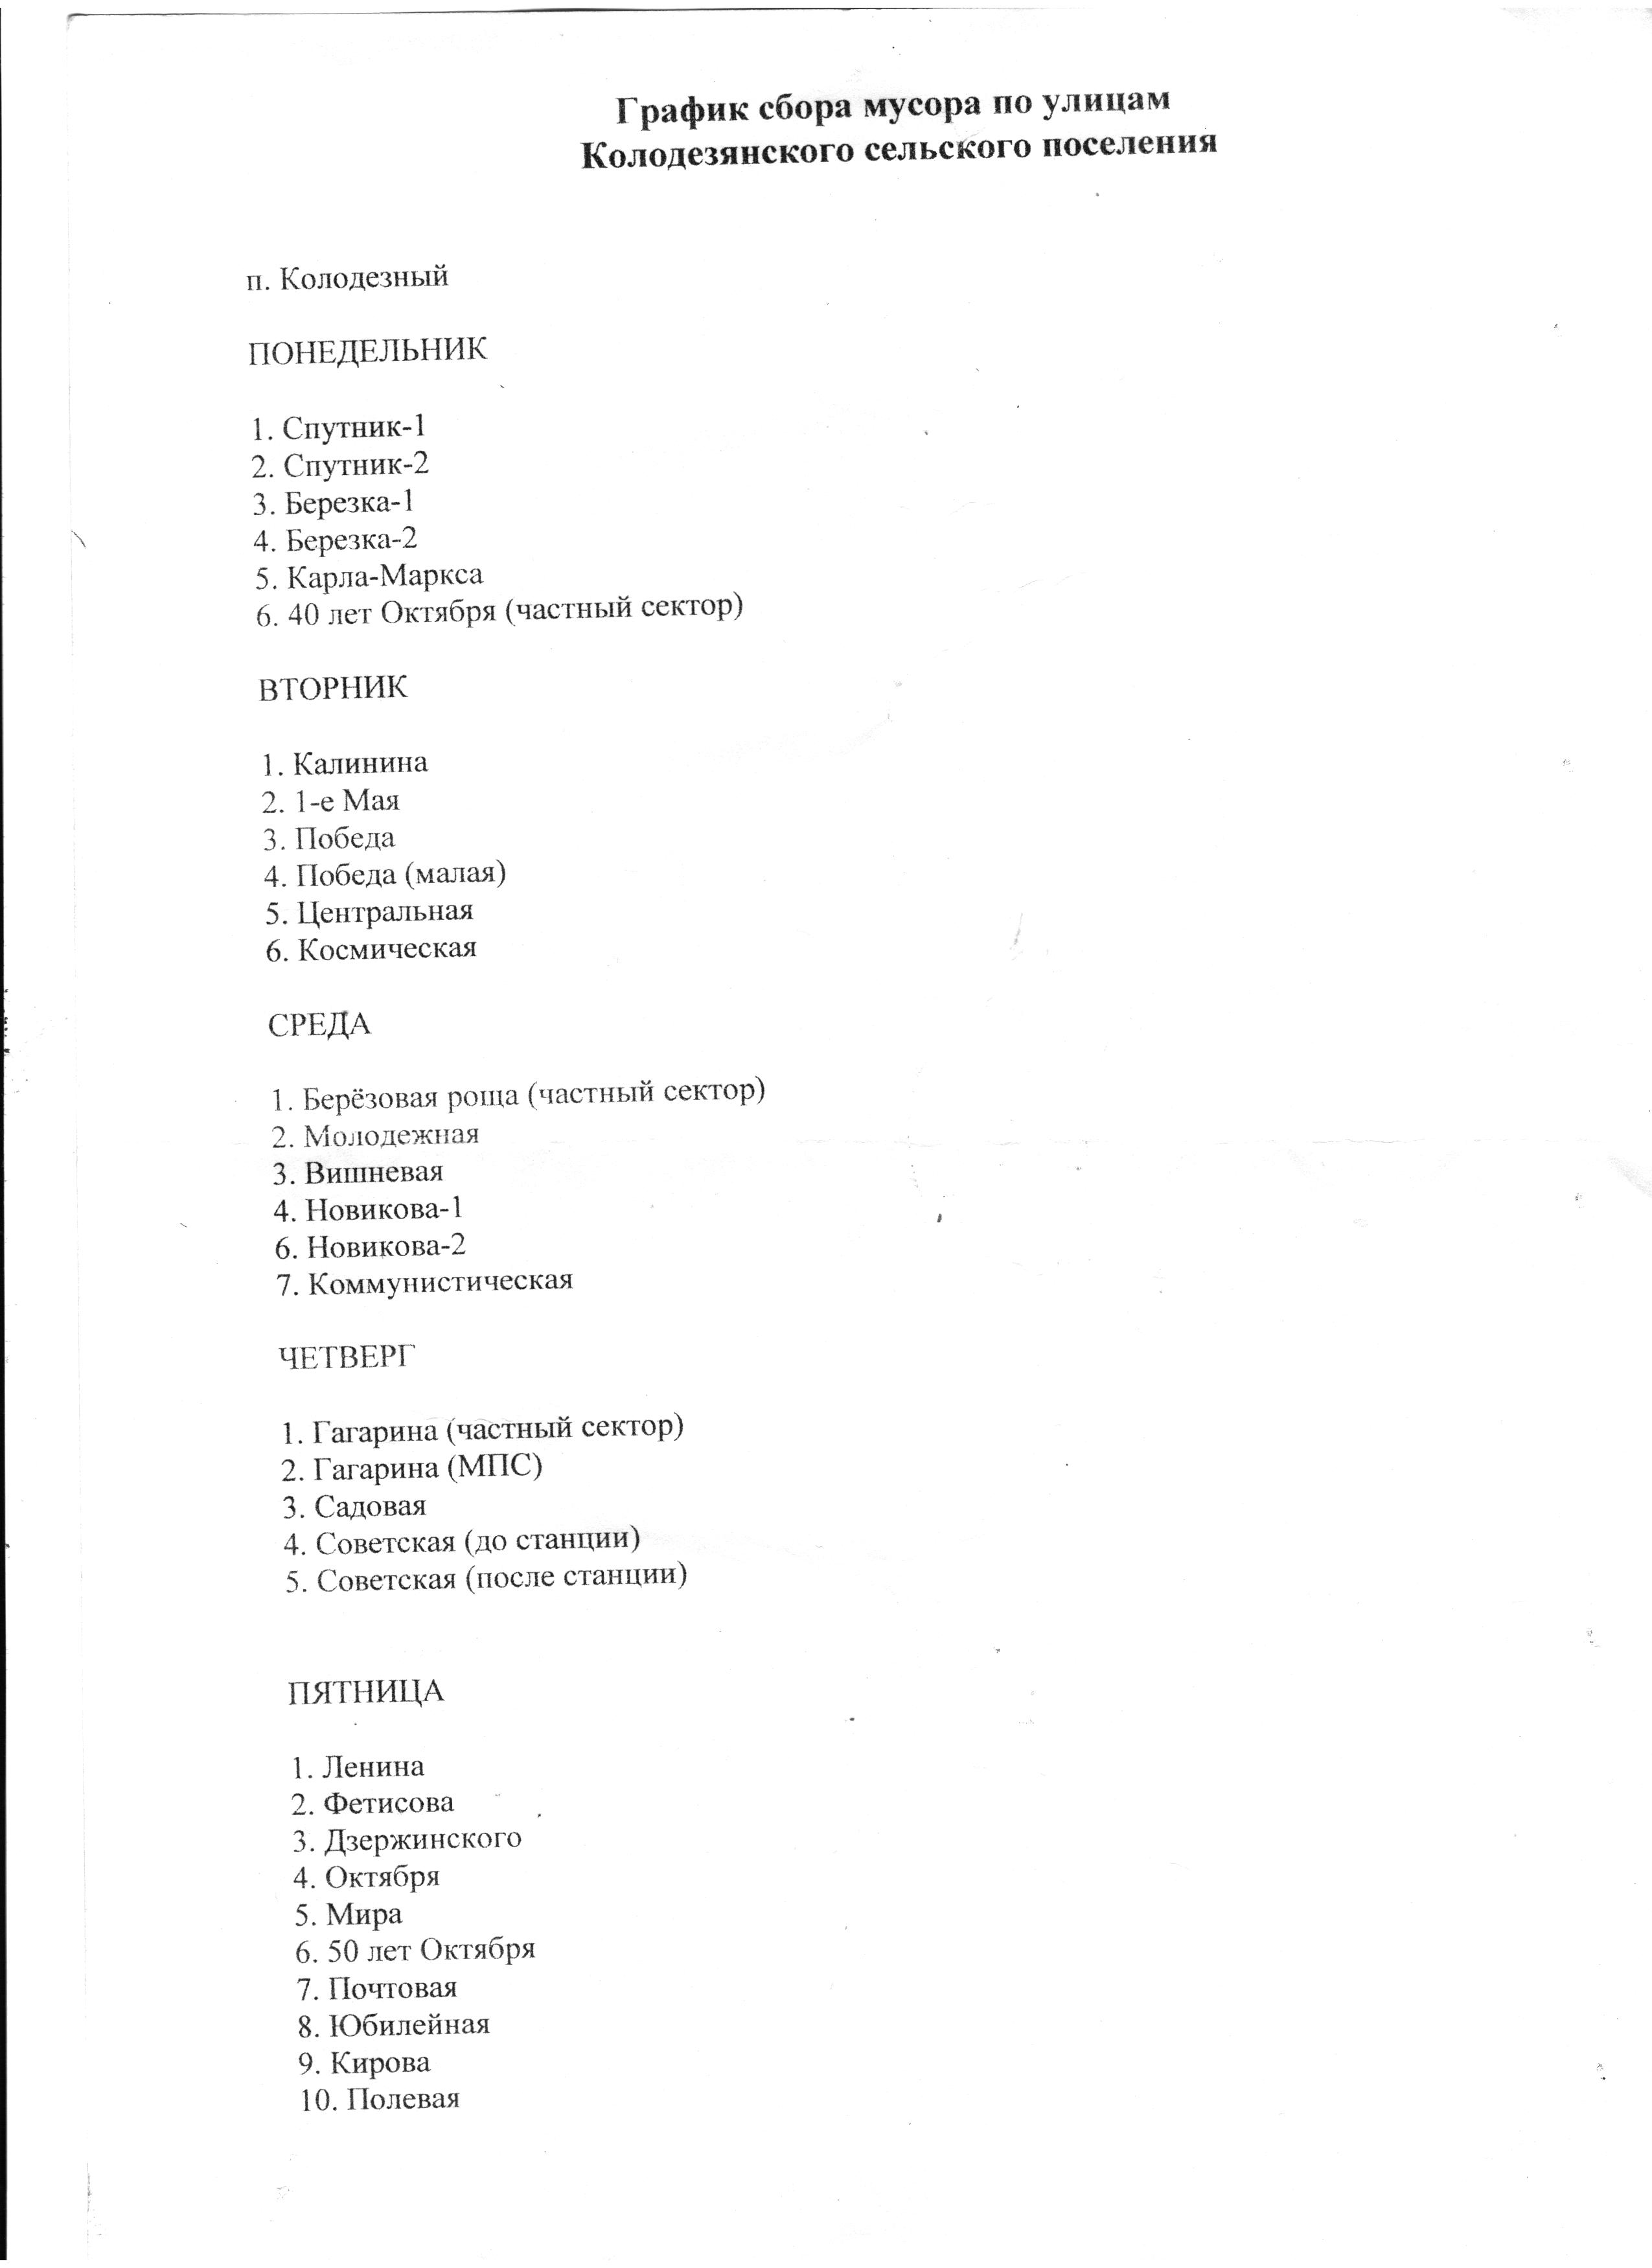 График сбора мусора по улицам
Колодезянского сельского поселения
п. Колодезный
ПОНЕДЕЛЬНИК
1. Спутник-1
2. Спутник-2
3. Березка-1
4. Березка-2
5. Карла-Маркса
6. 40 лет Октября (частный сектор)
ВТОРНИК
1. Калинина
2. 1-е Мая
3. Победа
4. Победа (малая)
5. Центральная
6. Космическая
СРЕДА
1. Берёзовая роща (частный сектор)
2. Молодежная
3. Вишневая
4. Новикова-1
6. Новикова-2
7. Коммунистическая
ЧЕТВЕРГ
1. Гагарина (частный сектор)
2. Гагарина (МПС)
3. Садовая
4. Советская (до станции)
5. Советская (после станции)
ПЯТНИЦА
1. Ленина
2. Фетисова
3. Дзержинского
4. Октября
5. Мира
6. 50 лет Октября
7. Почтовая
8. Юбилейная
9. Кирова
10. Полевая